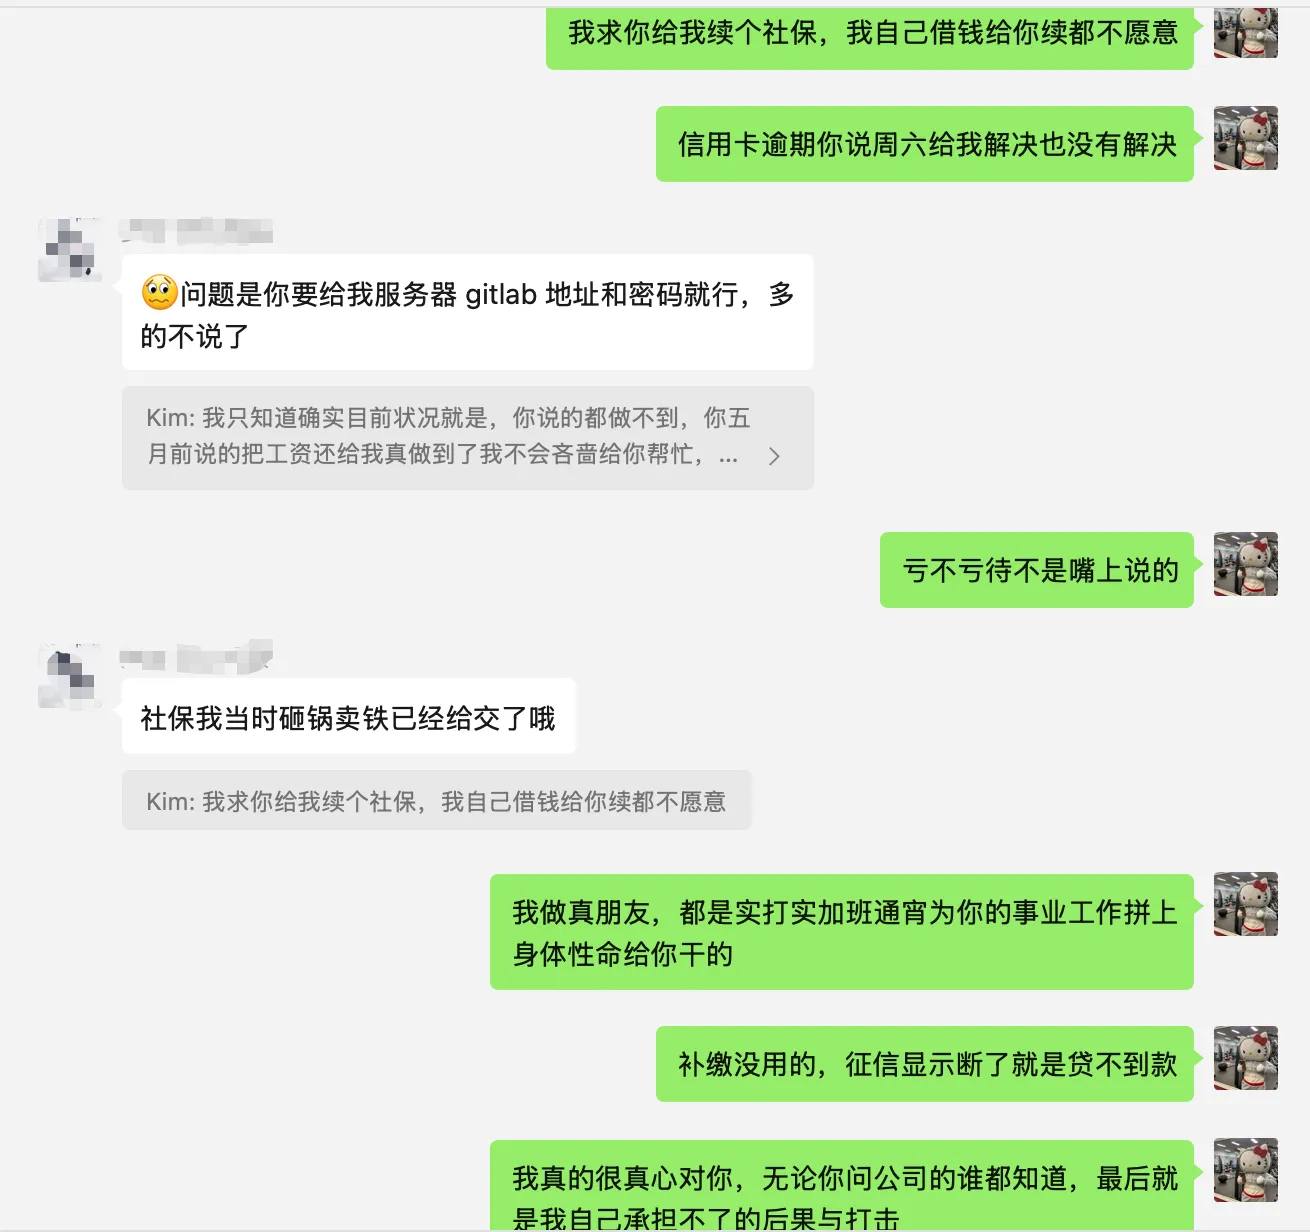 我求你给我续个社保，我自己借钱给你续都不愿意
信用卡逾期你说周六给我解决也没有解决
🥺问题是你要给我服务器 gitlab 地址和密码就行，多
的不说了
Kim: 我只知道确实目前状况就是，你说的都做不到，你五
月前说的把工资还给我真做到了我不会吝啬给你帮忙，...
亏不亏待不是嘴上说的
社保我当时砸锅卖铁已经给交了哦
Kim: 我求你给我续个社保，我自己借钱给你续都不愿意
我做真朋友，都是实打实加班通宵为你的事业工作拼上
身体性命给你干的
补缴没用的，征信显示断了就是贷不到款
我真的很真心对你，无论你问公司的谁都知道，最后就
是我自己承担不了的后果与打击